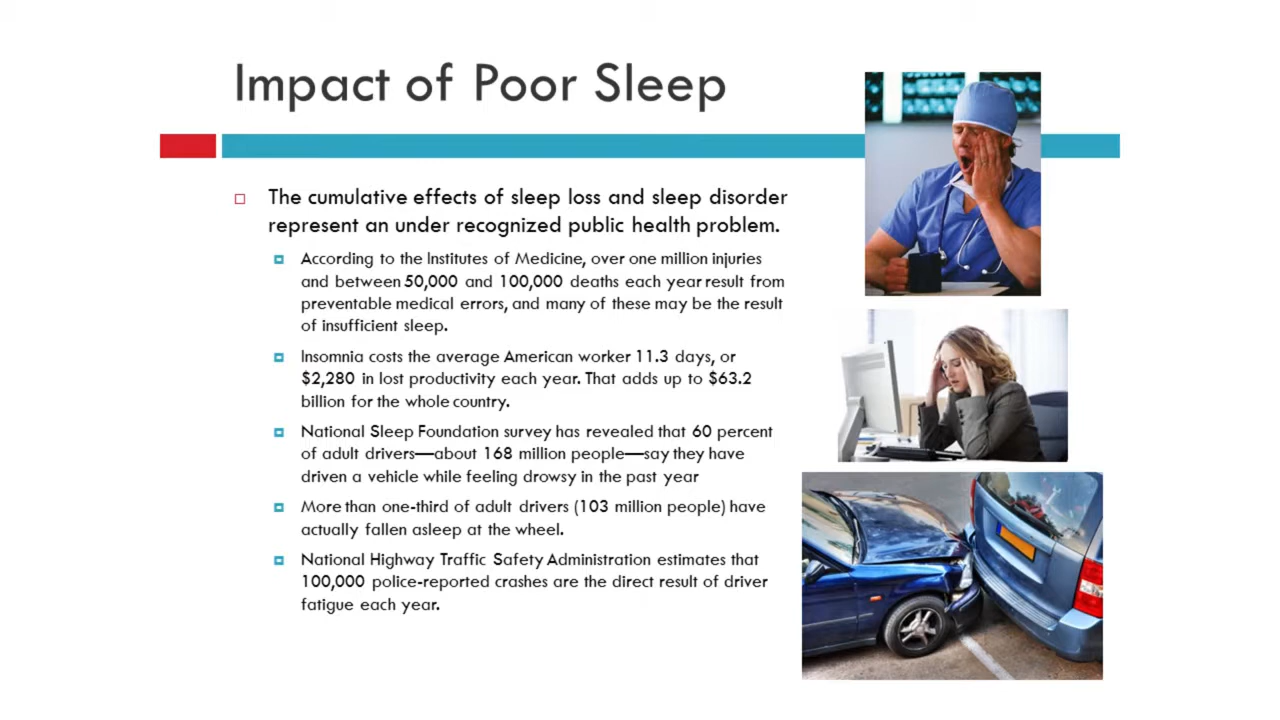 Impact of Poor Sleep
The cumulative effects of sleep loss and sleep disorder
represent an under recognized public health problem.
According to the Institutes of Medicine, over one million injuries
and between 50,000 and 100,000 deaths each year result from
preventable medical errors, and many of these may be the result
of insufficient sleep.
Insomnia costs the average American worker 11.3 days, or
$2,280 in lost productivity each year. That adds up to $63.2
billion for the whole country.
National Sleep Foundation survey has revealed that 60 percent
of adult drivers—about 168 million people—say they have
driven a vehicle while feeling drowsy in the past year
More than one-third of adult drivers (103 million people) have
actually fallen asleep at the wheel.
National Highway Traffic Safety Administration estimates that
100,000 police-reported crashes are the direct result of driver
fatigue each year.